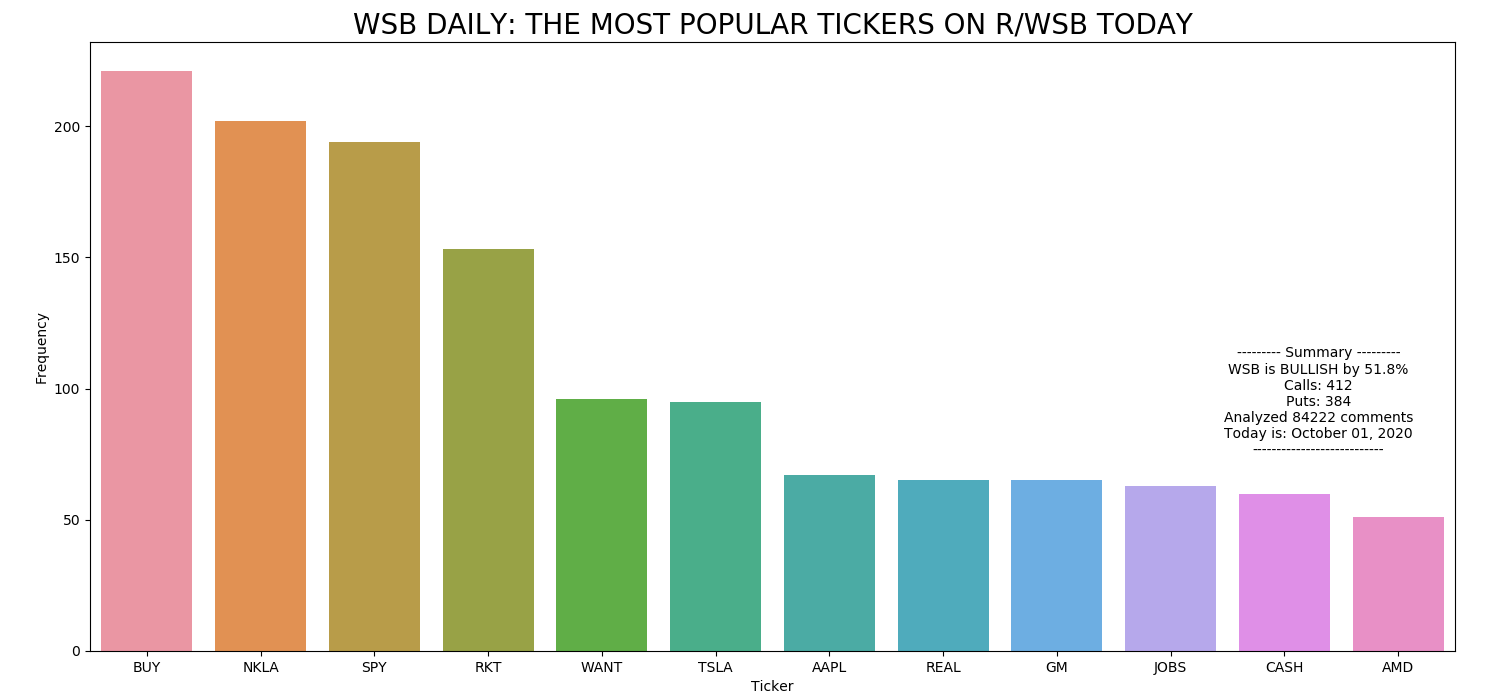 WSB DAILY: THE MOST POPULAR TICKERS ON R/WSB TODAY
200
150
100
50
0
Frequency
--------- Summary ---------
WSB is BULLISH by 51.8%
Calls: 412
Puts: 384
Analyzed 84222 comments
Today is: October 01, 2020
---------------------------
BUY NKLA SPY RKT WANT TSLA AAPL REAL GM JOBS CASH AMD
Ticker